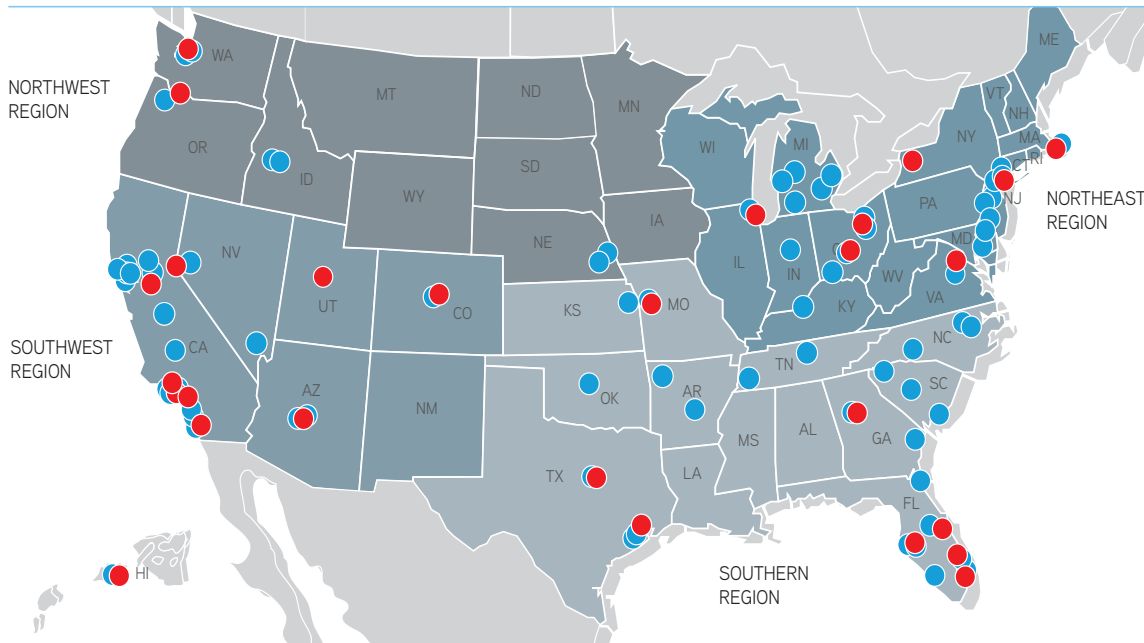 ME
WA
NORTHWEST
REGION
MT
ND
MN
VT
NH
NY
MA
WI
MI
OR
SD
ID
CT
RI
WY
PA
NJ
NORTHEAST
REGION
IA
NE
MD
NV
IL
IN
WV
UT
CO
KS
MO
KY
VA
SOUTHWEST
REGION
CA
NC
TN
AZ
OK
AR
SC
NM
MS
AL
GA
TX
LA
FL
HI
SOUTHERN
REGION